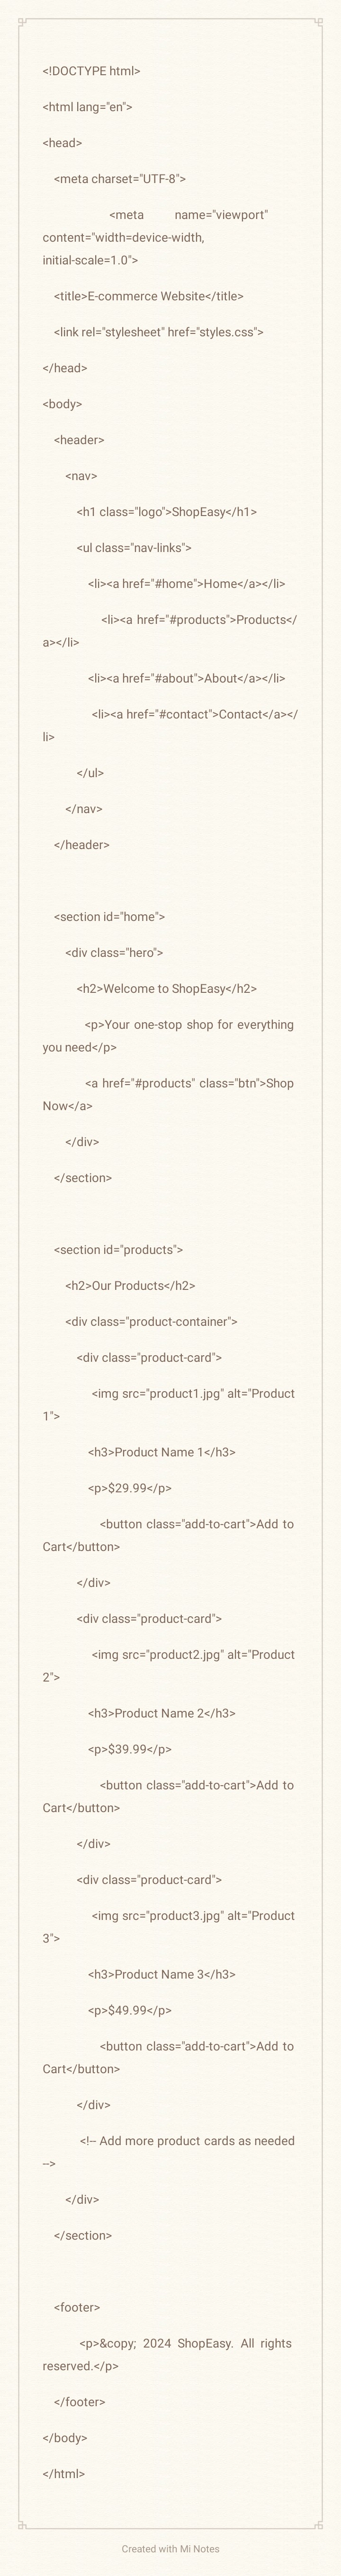 <!DOCTYPE html>
<html lang="en">
<head>
<meta charset="UTF-8">
<meta name="viewport"
content="width=device-width,
initial-scale=1.0">
<title>E-commerce Website</title>
<link rel="stylesheet" href="styles.css">
</head>
<body>
<header>
<nav>
<h1 class="logo">ShopEasy</h1>
<ul class="nav-links">
<li><a href="#home">Home</a></li>
<li><a href="#products">Products</
a></li>
<li><a href="#about">About</a></li>
<li><a href="#contact">Contact</a></
li>
</ul>
</nav>
</header>
<section id="home">
<div class="hero">
<h2>Welcome to ShopEasy</h2>
<p>Your one-stop shop for everything
you need</p>
<a href="#products" class="btn">Shop
Now</a>
</div>
</section>
<section id="products">
<h2>Our Products</h2>
<div class="product-container">
<div class="product-card">
<img src="product1.jpg" alt="Product
1">
<h3>Product Name 1</h3>
<p>$29.99</p>
<button class="add-to-cart">Add to
Cart</button>
</div>
<div class="product-card">
<img src="product2.jpg" alt="Product
2">
<h3>Product Name 2</h3>
<p>$39.99</p>
<button class="add-to-cart">Add to
Cart</button>
</div>
<div class="product-card">
<img src="product3.jpg" alt="Product
3">
<h3>Product Name 3</h3>
<p>$49.99</p>
<button class="add-to-cart">Add to
Cart</button>
</div>
<!-- Add more product cards as needed
-->
</div>
</section>
<footer>
<p>&copy; 2024 ShopEasy. All rights
reserved.</p>
</footer>
</body>
</html>
Created with Mi Notes